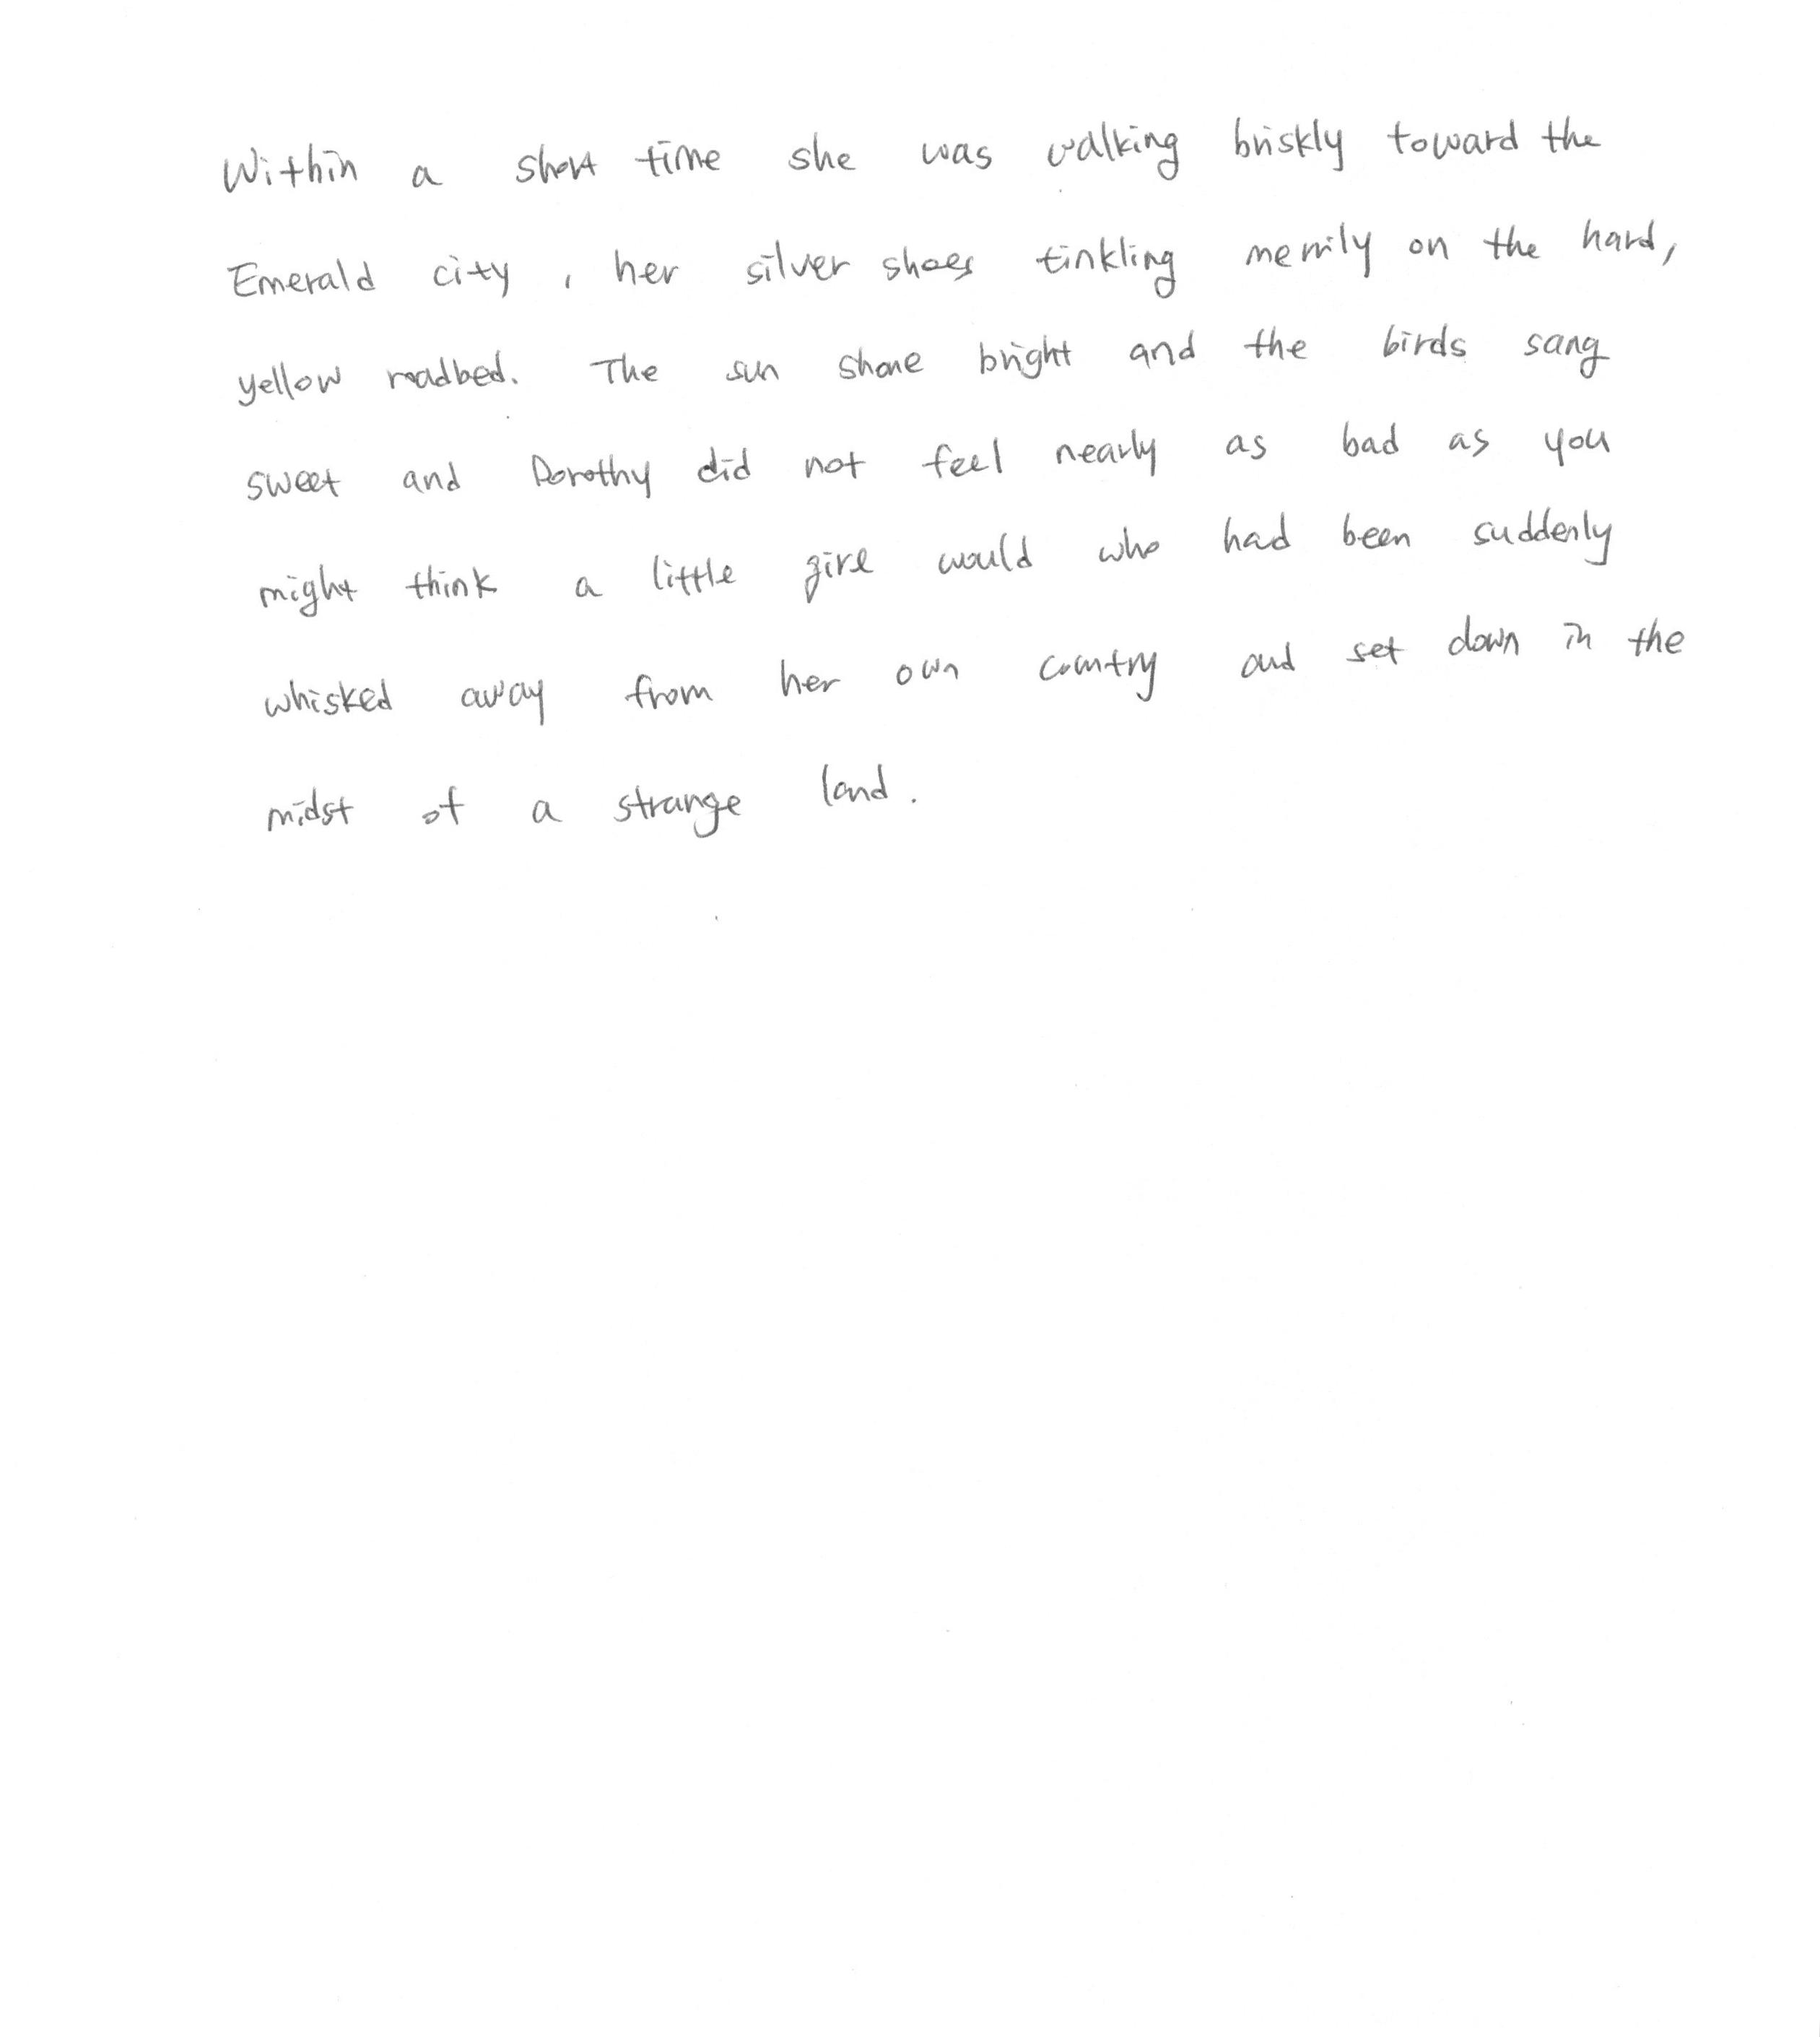 Within a short time she was walking briskly toward the
Emerald city, her silver shoes tinkling merrily on the hard,
yellow roadbed. The sun shone bright and the birds sang
sweet and Dorothy did not feel nearly as bad as you
might think a little girl would who had been suddenly
whisked away from her own country and set down in the
midst of a strange land.